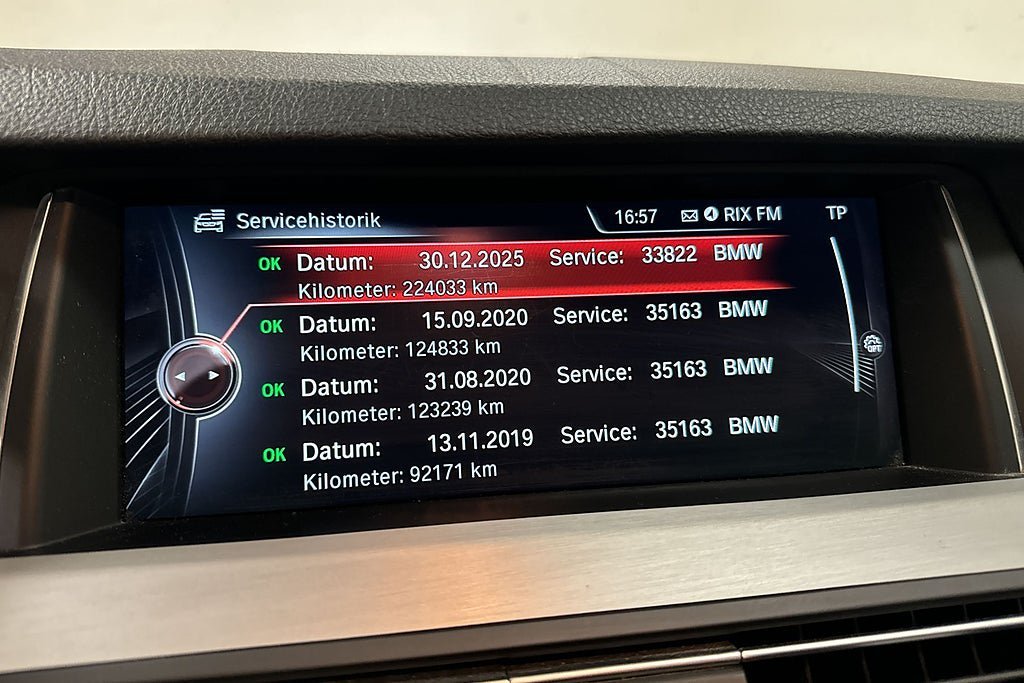 Servicehistorik 16:57 RIX FM TP
OK Datum: 30.12.2025 Service: 33822 BMW
Kilometer: 224033 km
OK Datum: 15.09.2020 Service: 35163 BMW
Kilometer: 124833 km
OK Datum: 31.08.2020 Service: 35163 BMW
Kilometer: 123239 km
OPT
OK Datum: 13.11.2019 Service: 35163 BMW
Kilometer: 92171 km